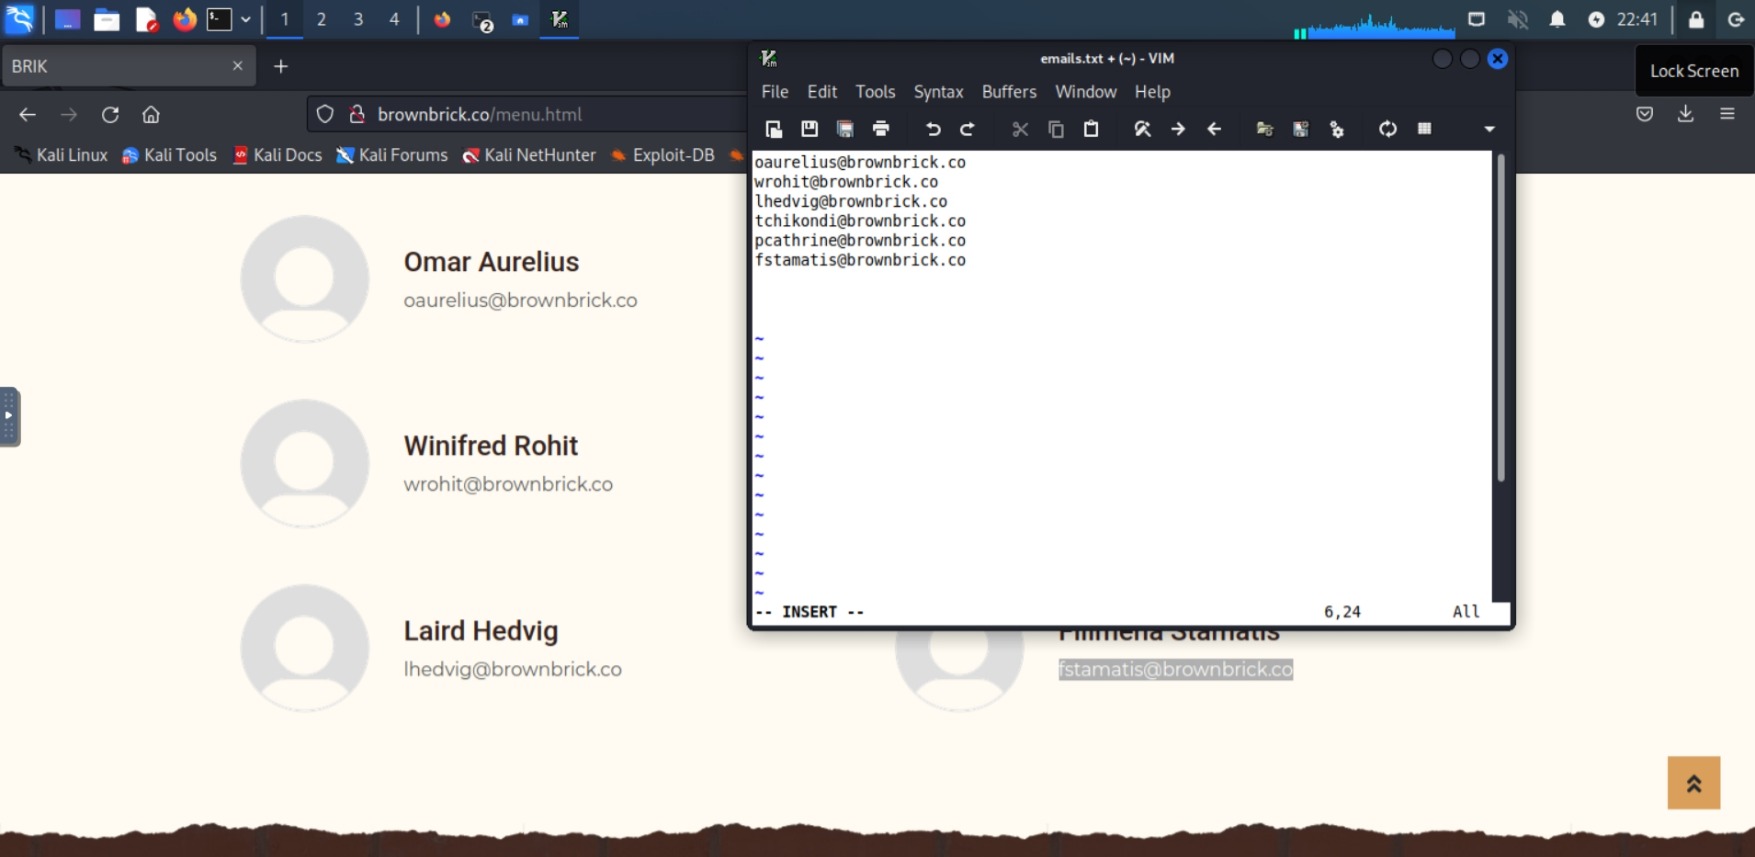 1 2 3 4
2
22:41
BRIK
emails.txt + (~) - VIM
Lock Screen
File Edit Tools Syntax Buffers Window Help
brownbrick.co/menu.html
Kali Linux Kali Tools Kali Docs Kali Forums Kali NetHunter Exploit-DB
oaurelius@brownbrick.co
wrohit@brownbrick.co
lhedvig@brownbrick.co
tchikondi@brownbrick.co
pcathrine@brownbrick.co
fstamatis@brownbrick.co
~
~
~
~
~
~
~
~
~
~
~
~
~
~
-- INSERT -- 6,24 All
Omar Aurelius
oaurelius@brownbrick.co
Winifred Rohit
wrohit@brownbrick.co
Laird Hedvig
lhedvig@brownbrick.co
Stamatis
fstamatis@brownbrick.co